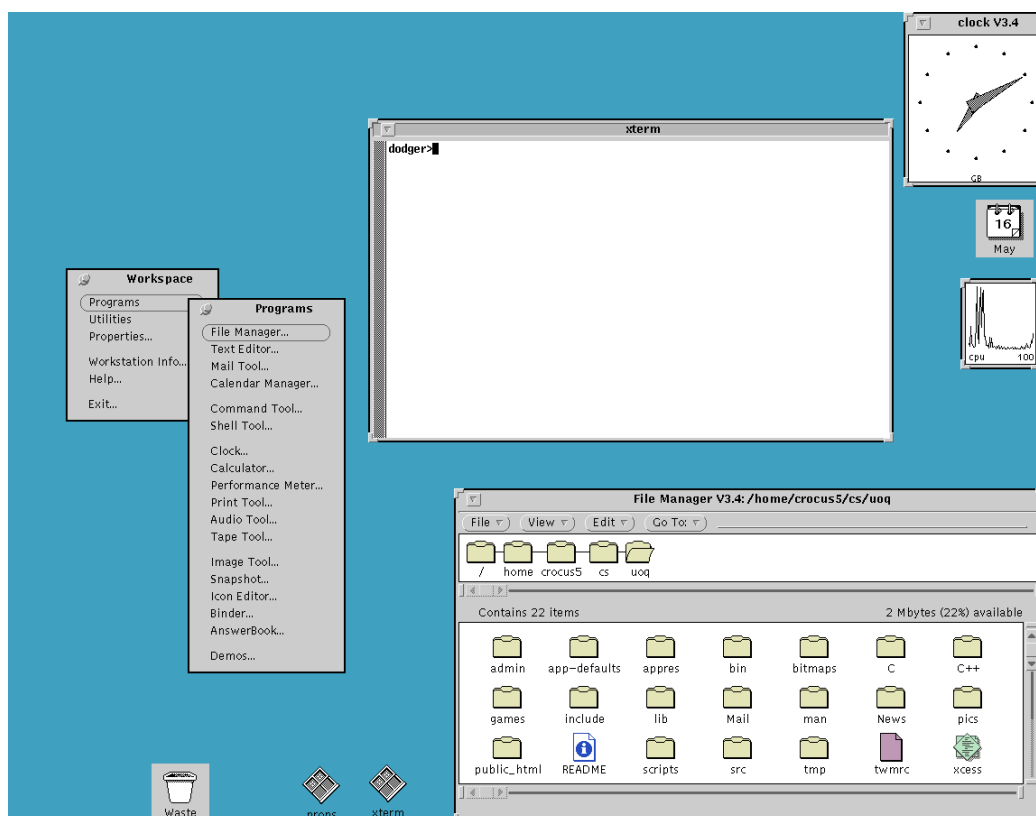 clock V3.4
GB
xterm
dodger>
16
May
cpu 100
Workspace
Programs
Utilities
Properties...
Workstation Info...
Help...
Exit...
Programs
File Manager...
Text Editor...
Mail Tool...
Calendar Manager...
Command Tool...
Shell Tool...
Clock...
Calculator...
Performance Meter...
Print Tool...
Audio Tool...
Tape Tool...
Image Tool...
Snapshot...
Icon Editor...
Binder...
AnswerBook...
Demos...
File Manager V3.4: /home/crocus5/cs/uoq
File View Edit Go To:
/ home crocus5 cs uoq
Contains 22 items 2 Mbytes (22%) available
admin app-defaults appres bin bitmaps C C++
games include lib Mail man News pics
public_html README scripts src tmp twmrc xcess
Waste props xterm